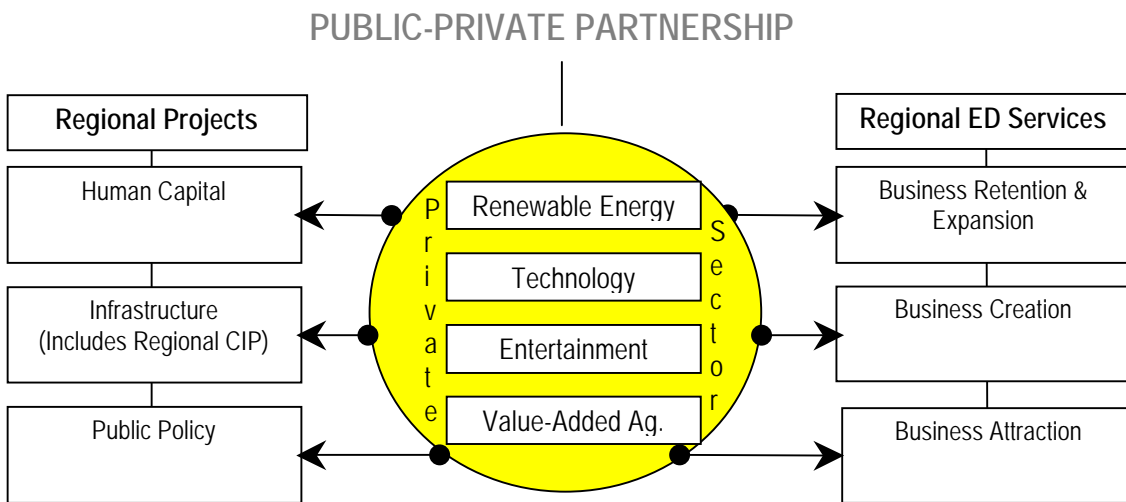 PUBLIC-PRIVATE PARTNERSHIP
Regional Projects
Human Capital
Infrastructure
(Includes Regional CIP)
Public Policy
Private
Renewable Energy
Technology
Entertainment
Value-Added Ag.
Sector
Regional ED Services
Business Retention &
Expansion
Business Creation
Business Attraction